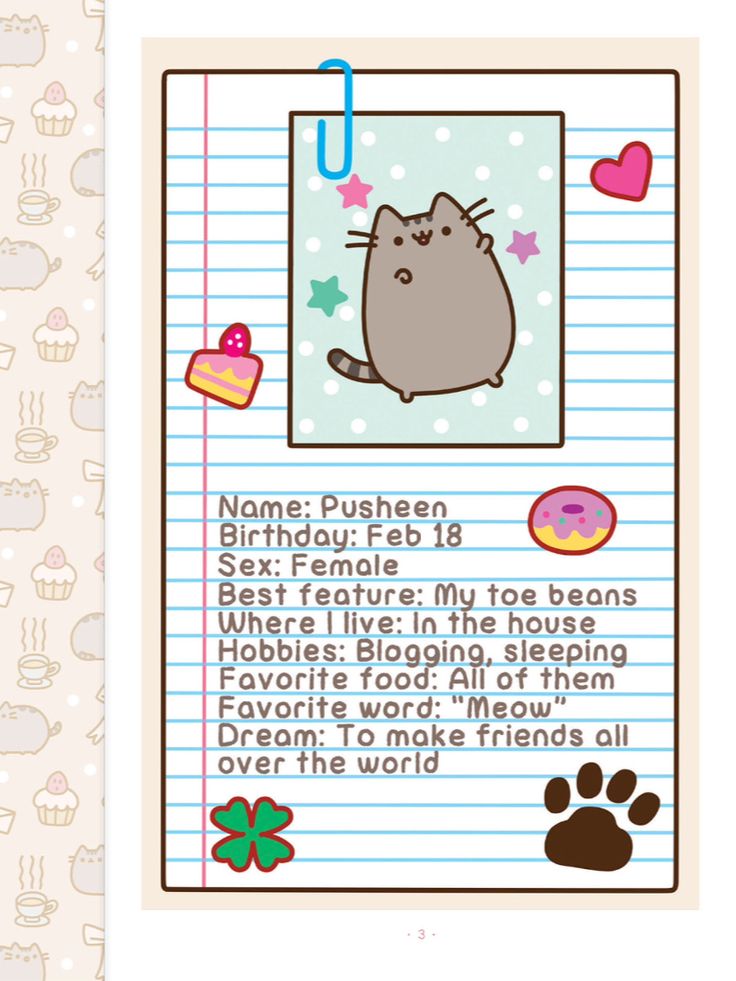 Name: Pusheen
Birthday: Feb 18
Sex: Female
Best feature: My toe beans
Where I live: In the house
Hobbies: Blogging, sleeping
Favorite food: All of them
Favorite word: "Meow"
Dream: To make friends all
over the world
· 3 ·